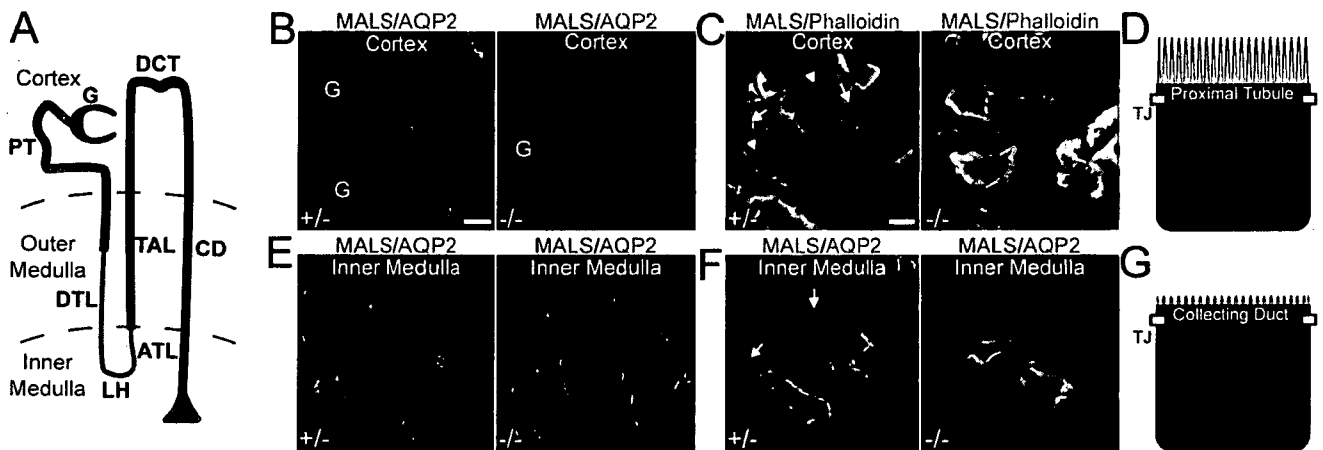 A
Cortex
G
PT
DCT
Outer
Medulla
TAL
CD
DTL
ATL
Inner
Medulla
LH
B
MALS/AQP2
Cortex
G
G
+/-
MALS/AQP2
Cortex
G
-/-
C
MALS/Phalloidin
Cortex
+/-
MALS/Phalloidin
Cortex
-/-
D
Proximal Tubule
TJ
E
MALS/AQP2
Inner Medulla
+/-
MALS/AQP2
Inner Medulla
-/-
F
MALS/AQP2
Inner Medulla
+/-
MALS/AQP2
Inner Medulla
-/-
G
Collecting Duct
TJ